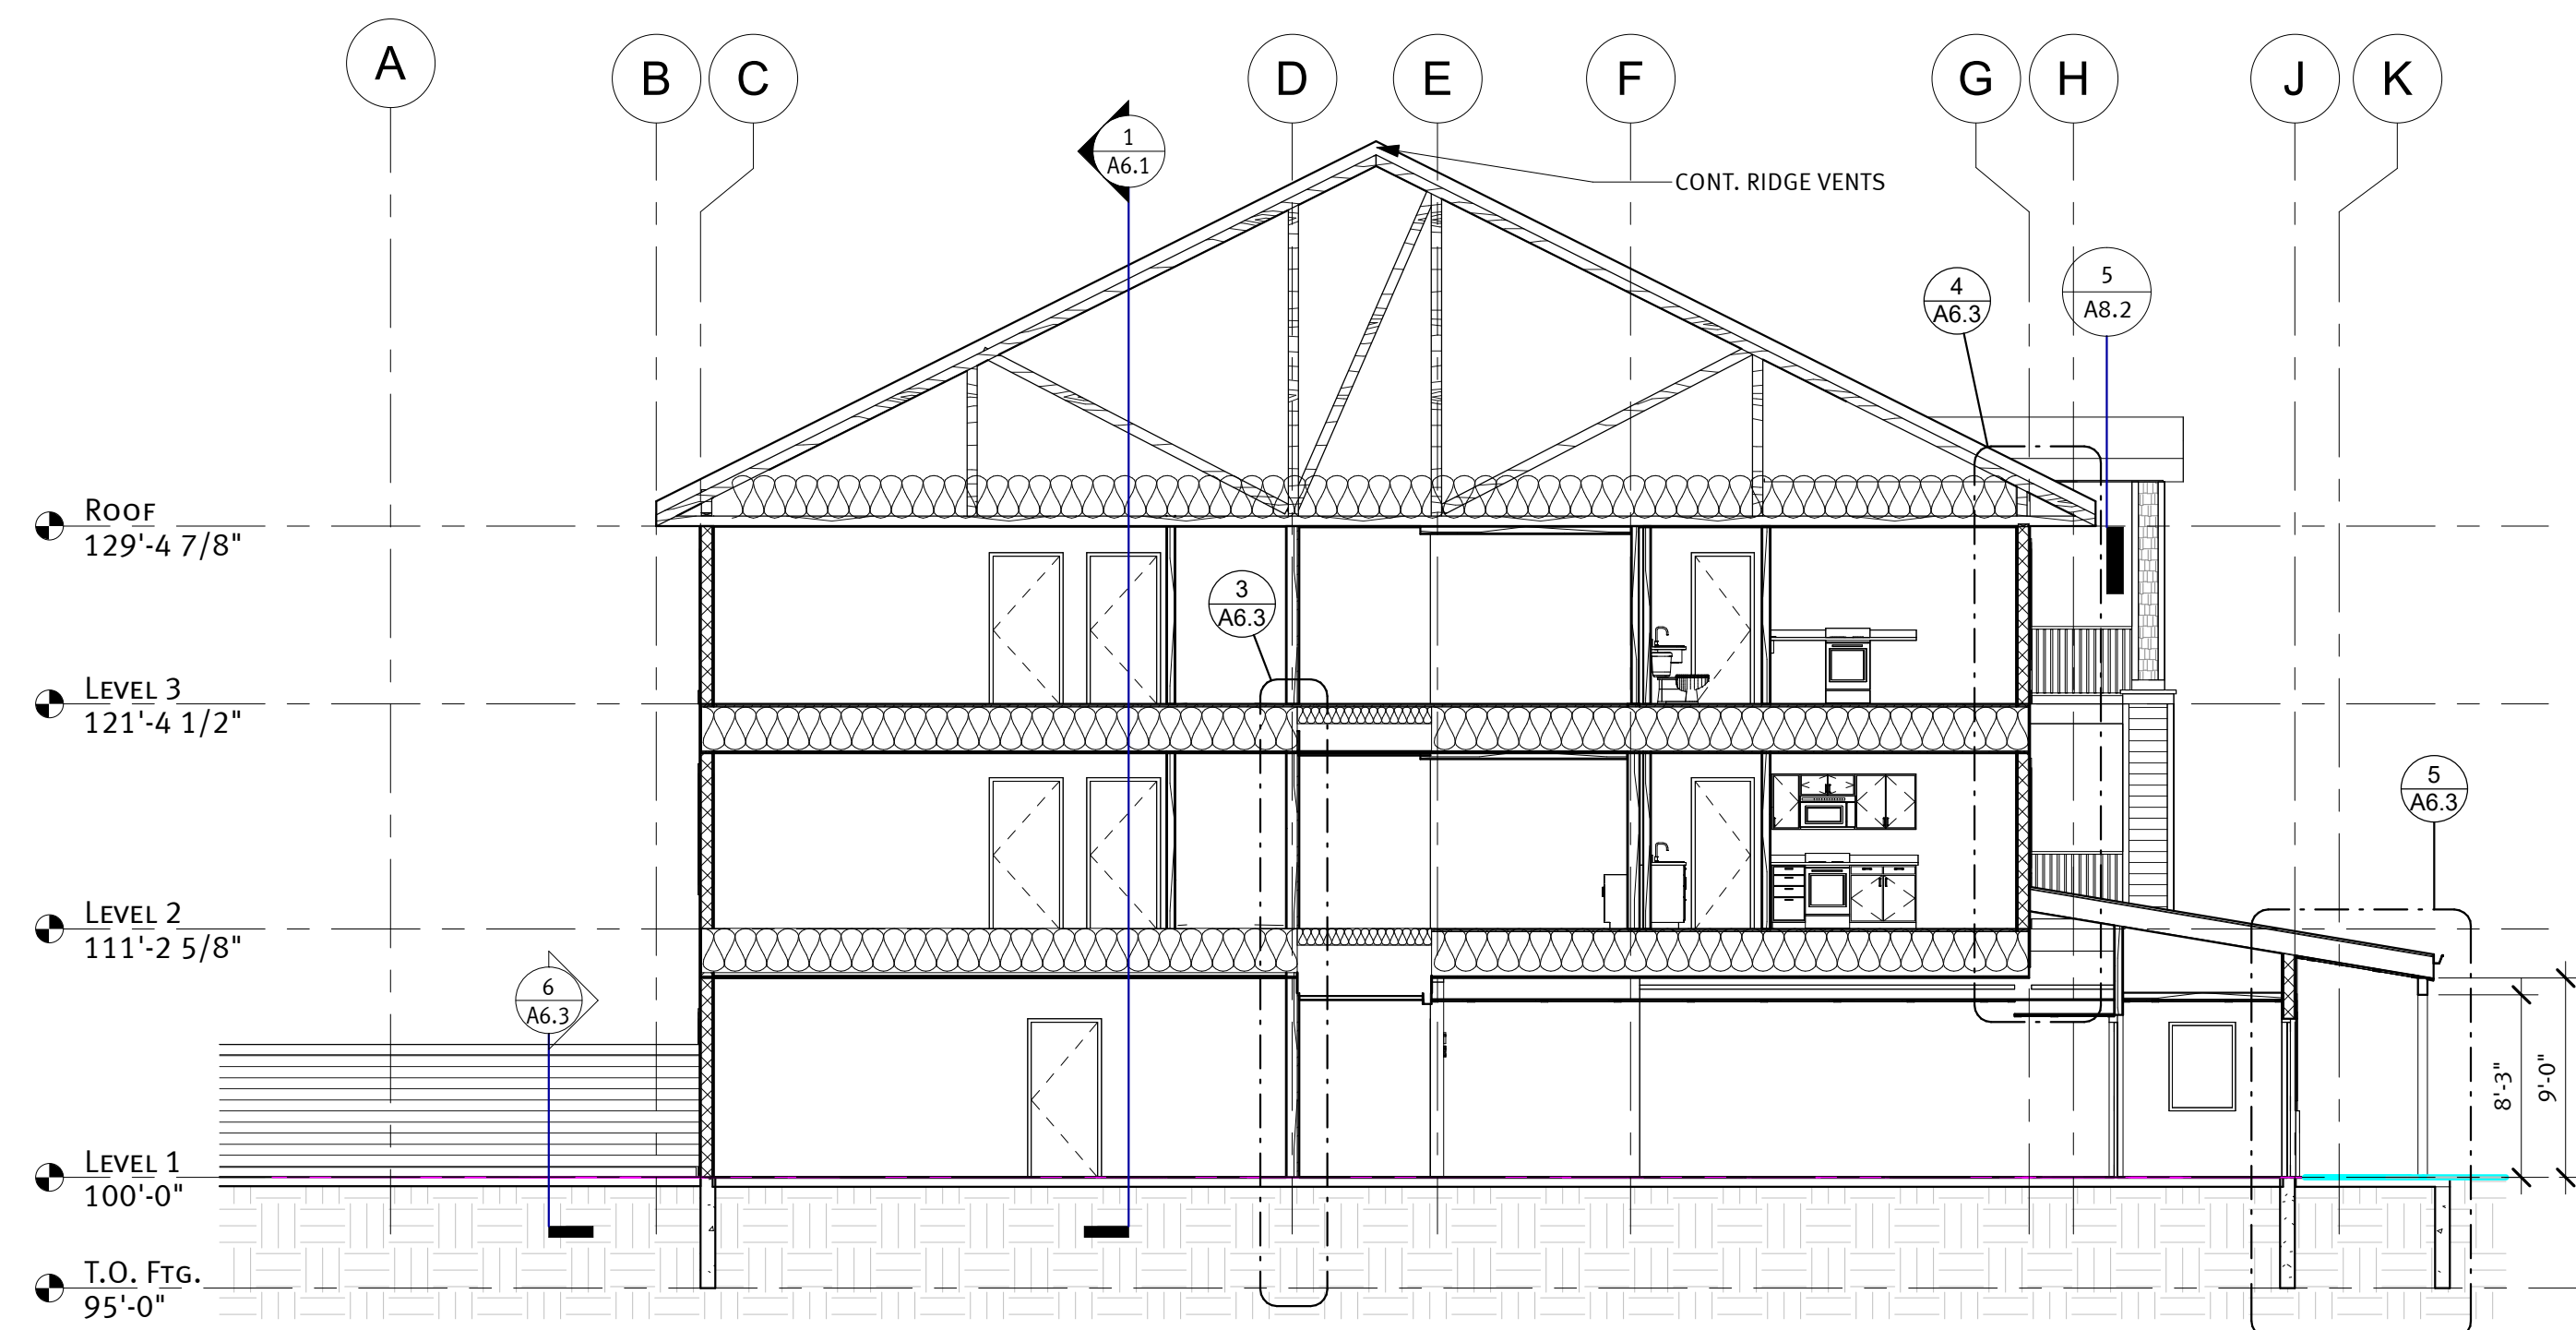 A
B
C
D
E
F
G
H
J
K
1
A6.1
CONT. RIDGE VENTS
4
A6.3
5
A8.2
ROOF
129'-4 7/8"
3
A6.3
LEVEL 3
121'-4 1/2"
5
A6.3
LEVEL 2
111'-2 5/8"
6
A6.3
8'-3"
9'-0"
LEVEL 1
100'-0"
T.O. FTG.
95'-0"